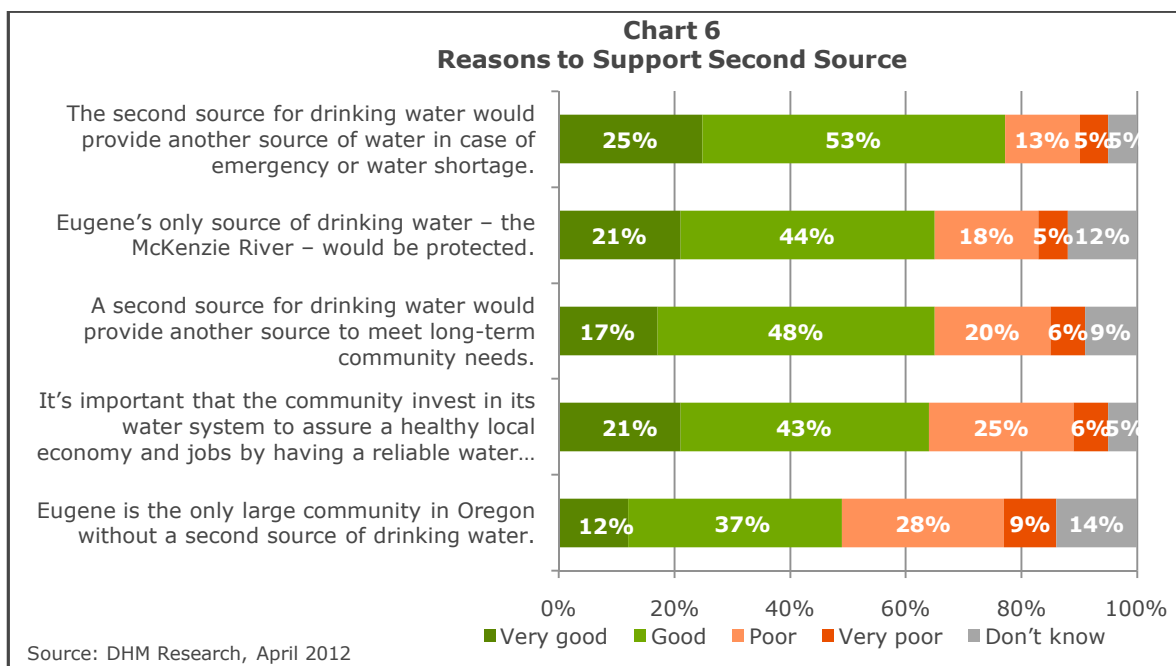 Chart 6
Reasons to Support Second Source
The second source for drinking water would
provide another source of water in case of
emergency or water shortage.
25% 53% 13% 5% 5%
Eugene’s only source of drinking water – the
McKenzie River – would be protected.
21% 44% 18% 5% 12%
A second source for drinking water would
provide another source to meet long-term
community needs.
17% 48% 20% 6% 9%
It’s important that the community invest in its
water system to assure a healthy local
economy and jobs by having a reliable water…
21% 43% 25% 6% 5%
Eugene is the only large community in Oregon
without a second source of drinking water.
12% 37% 28% 9% 14%
0% 20% 40% 60% 80% 100%
Very good Good Poor Very poor Don’t know
Source: DHM Research, April 2012